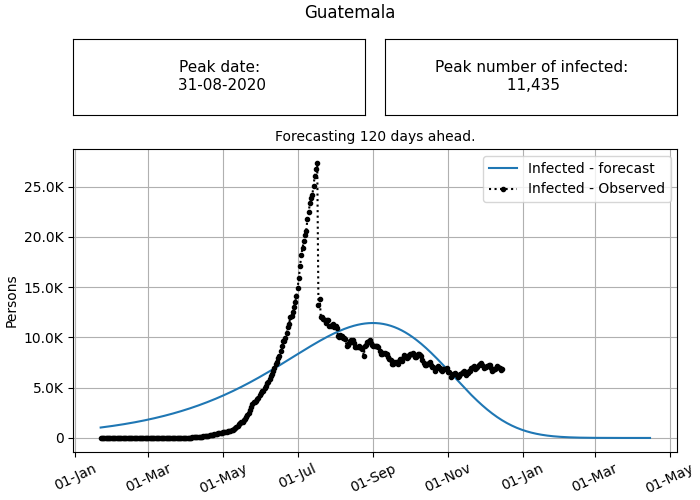 Guatemala
Peak date:
31-08-2020
Peak number of infected:
11,435
Forecasting 120 days ahead.
Infected - forecast
Infected - Observed
Persons
25.0K
20.0K
15.0K
10.0K
5.0K
0
01-Jan
01-Mar
01-May
01-Jul
01-Sep
01-Nov
01-Jan
01-Mar
01-May